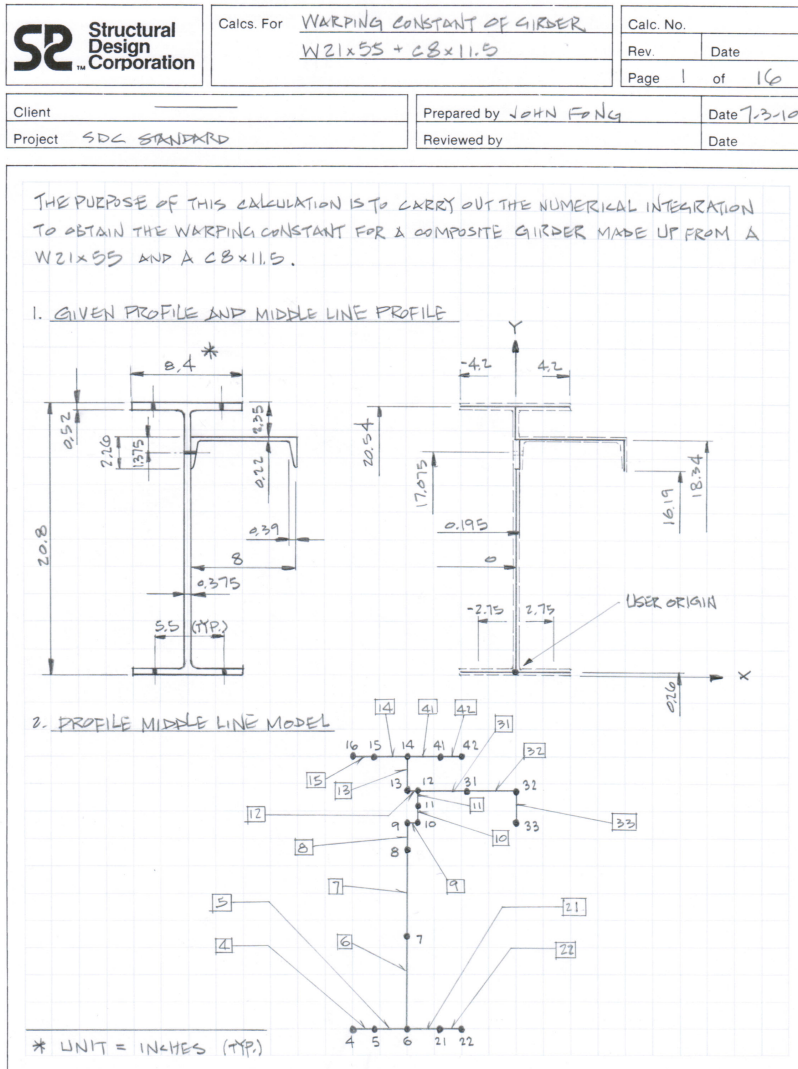 SR Structural
Design
Corporation
TM
Calcs. For WARPING CONSTANT OF GIRDER
W21x55 + C8x11.5
Calc. No.
Rev. Date
Page 1 of 16
Client
Project SDC STANDARD
Prepared by JOHN FONG Date 7-3-10
Reviewed by Date
THE PURPOSE OF THIS CALCULATION IS TO CARRY OUT THE NUMERICAL INTEGRATION
TO OBTAIN THE WARPING CONSTANT FOR A COMPOSITE GIRDER MADE UP FROM A
W21x55 AND A C8x11.5.
1. GIVEN PROFILE AND MIDDLE LINE PROFILE
8.4 *
0.52
2.35
2.26
1.375
0.22
0.39
20.8
8
0.375
5.5 (TYP.)
Y
-4.2 4.2
20.54
17.075
18.34
16.19
0.195
0
-2.75 2.75
USER ORIGIN
X
0.26
2. PROFILE MIDDLE LINE MODEL
14 41 42 31
16 15 14 41 42
32
15 13
13 12 31 32
12 11 11
9 10 10 33 33
8 8 9
7
5 21
4 6 7 22
4 5 6 21 22
* UNIT = INCHES (TYP.)